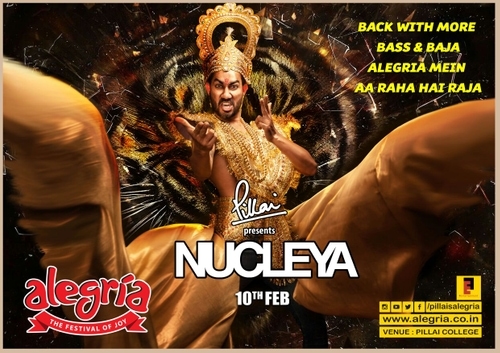 BACK WITH MORE
BASS & BAJA
ALEGRIA MEIN
AA RAHA HAI RAJA
Pillai
presents
NUCLEYA
10TH FEB
alegria
THE FESTIVAL OF JOY
/pillaisalegria
www.alegria.co.in
VENUE : PILLAI COLLEGE